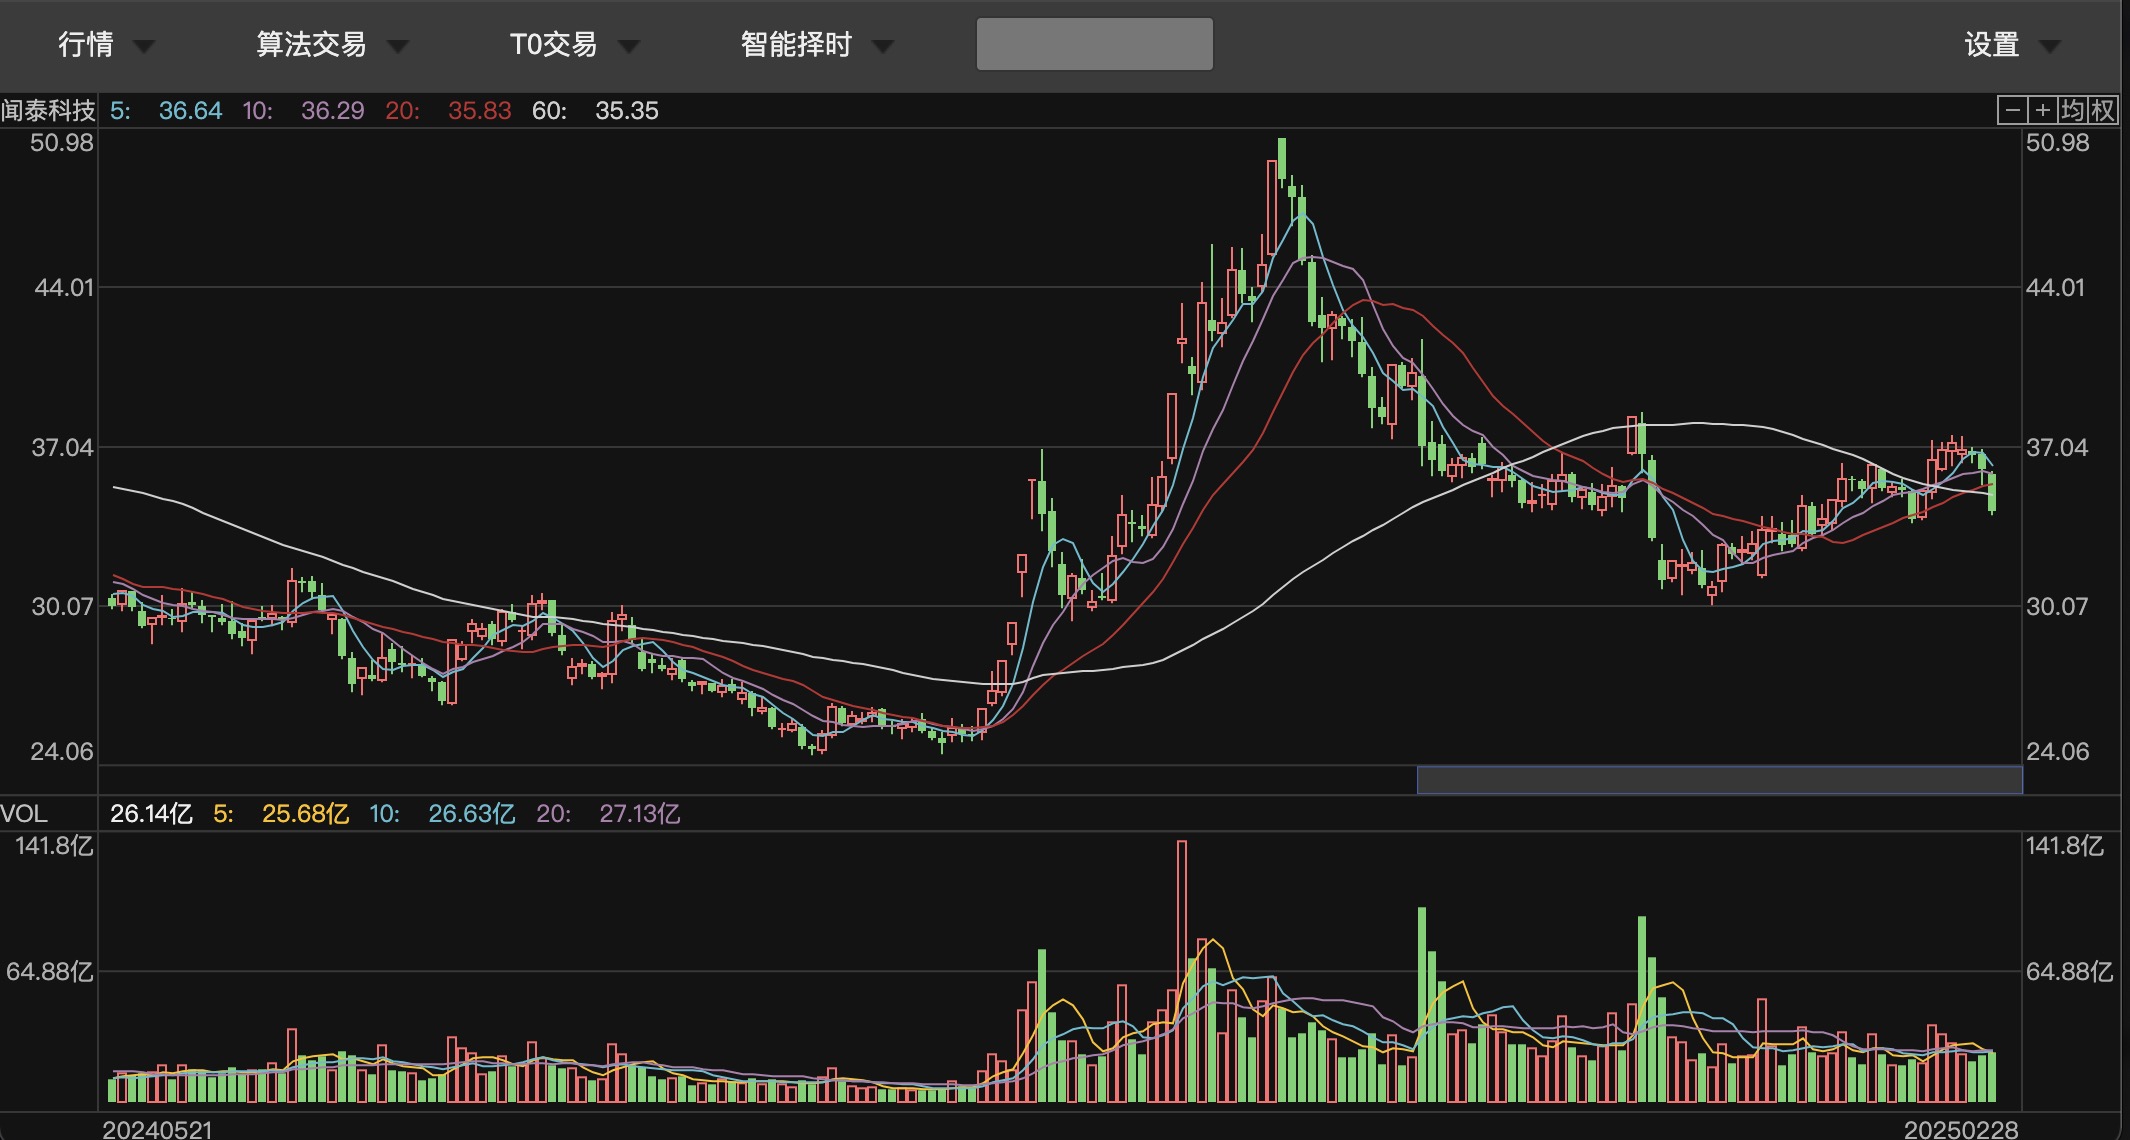 行情 算法交易 T0交易 智能择时 设置
闻泰科技 5: 36.64 10: 36.29 20: 35.83 60: 35.35 − + 均 权
50.98 50.98
44.01 44.01
37.04 37.04
30.07 30.07
24.06 24.06
VOL 26.14亿 5: 25.68亿 10: 26.63亿 20: 27.13亿
141.8亿 141.8亿
64.88亿 64.88亿
20240521 20250228